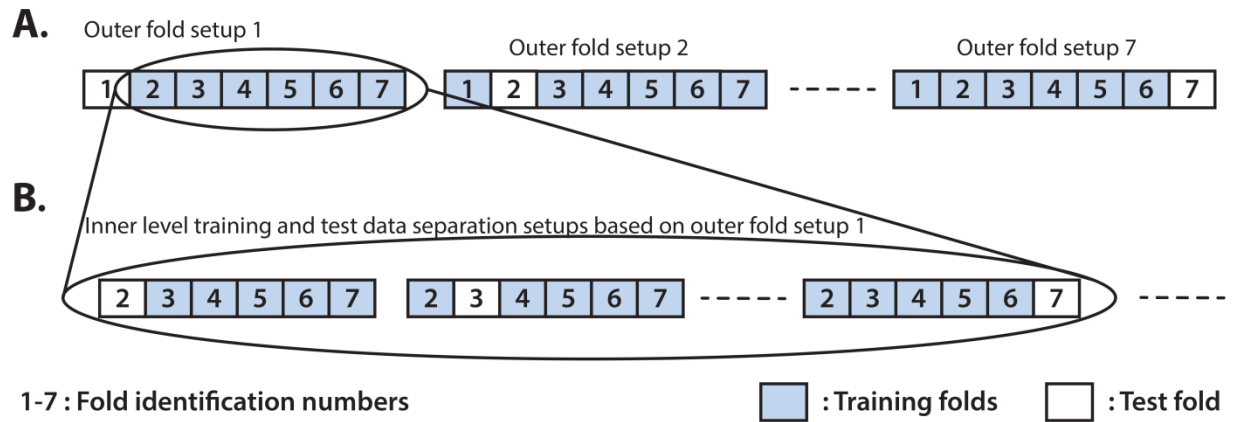 A.
Outer fold setup 1
Outer fold setup 2
Outer fold setup 7
1 2 3 4 5 6 7
1 2 3 4 5 6 7
1 2 3 4 5 6 7
B.
Inner level training and test data separation setups based on outer fold setup 1
2 3 4 5 6 7
2 3 4 5 6 7
2 3 4 5 6 7
1-7 : Fold identification numbers
: Training folds
: Test fold